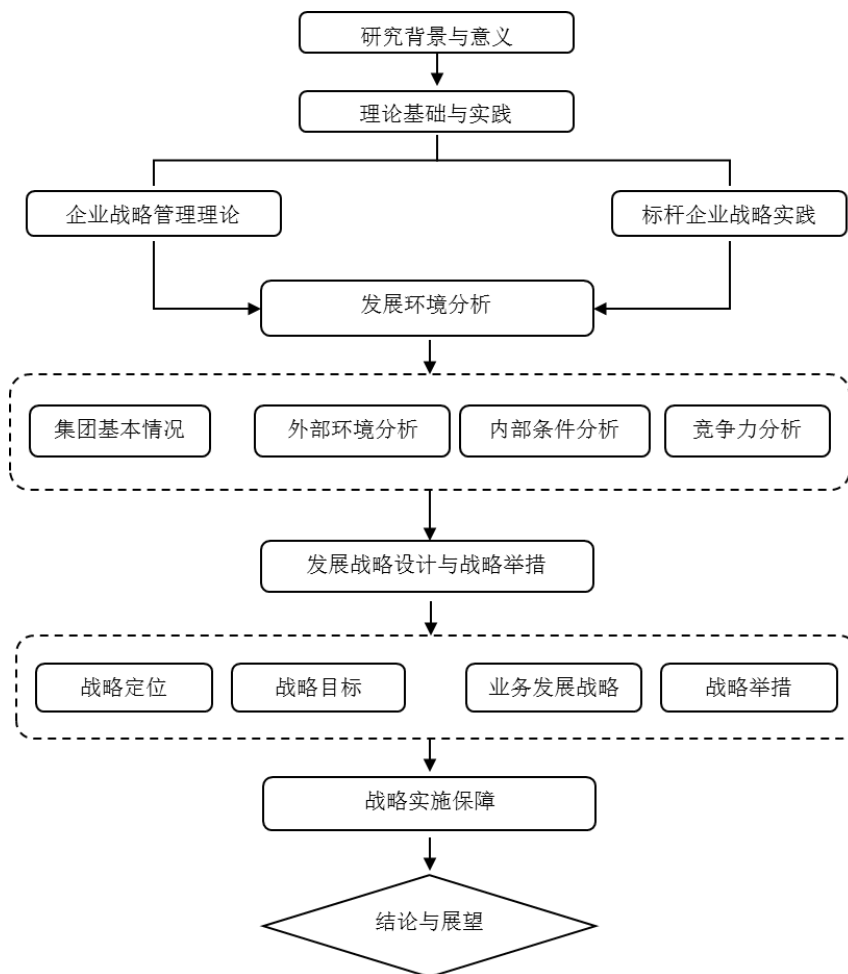 研究背景与意义
理论基础与实践
企业战略管理理论
标杆企业战略实践
发展环境分析
集团基本情况
外部环境分析
内部条件分析
竞争力分析
发展战略设计与战略举措
战略定位
战略目标
业务发展战略
战略举措
战略实施保障
结论与展望